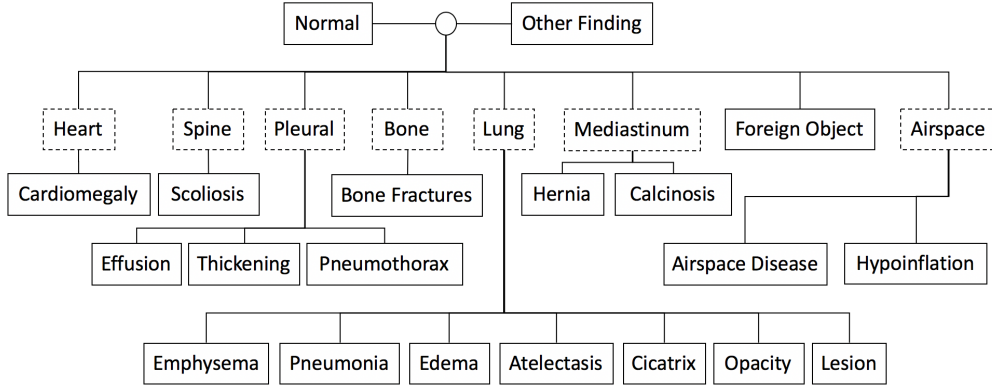 Normal
Other Finding
Heart
Spine
Pleural
Bone
Lung
Mediastinum
Foreign Object
Airspace
Cardiomegaly
Scoliosis
Bone Fractures
Hernia
Calcinosis
Effusion
Thickening
Pneumothorax
Airspace Disease
Hypoinflation
Emphysema
Pneumonia
Edema
Atelectasis
Cicatrix
Opacity
Lesion